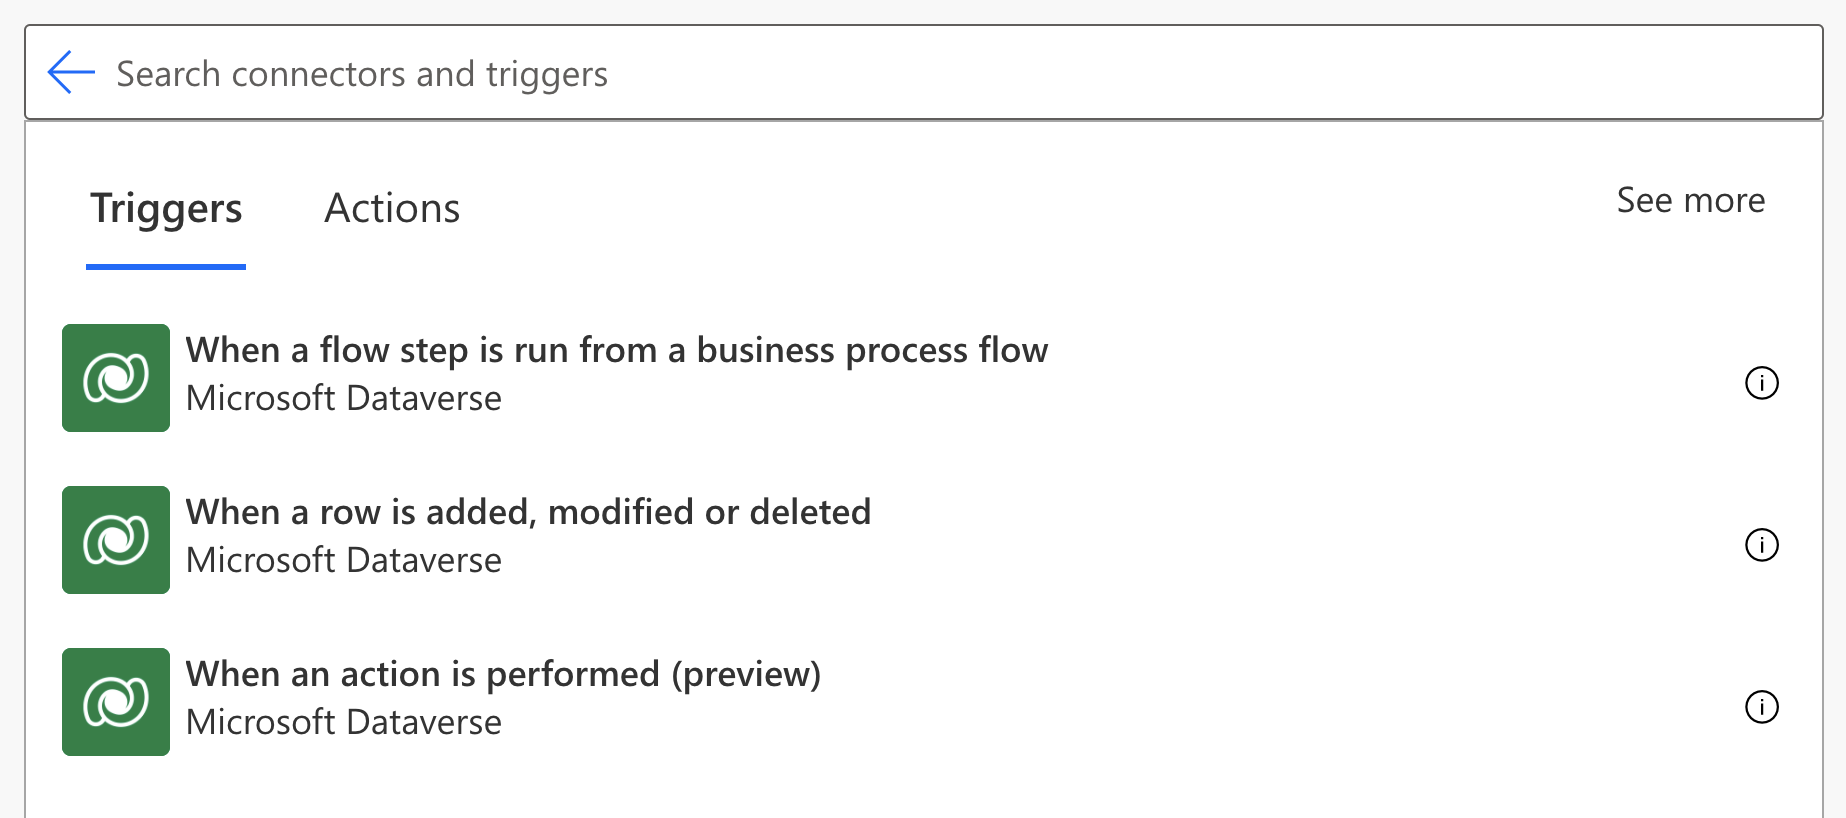 Search connectors and triggers
Triggers
Actions
See more
When a flow step is run from a business process flow
Microsoft Dataverse
When a row is added, modified or deleted
Microsoft Dataverse
When an action is performed (preview)
Microsoft Dataverse